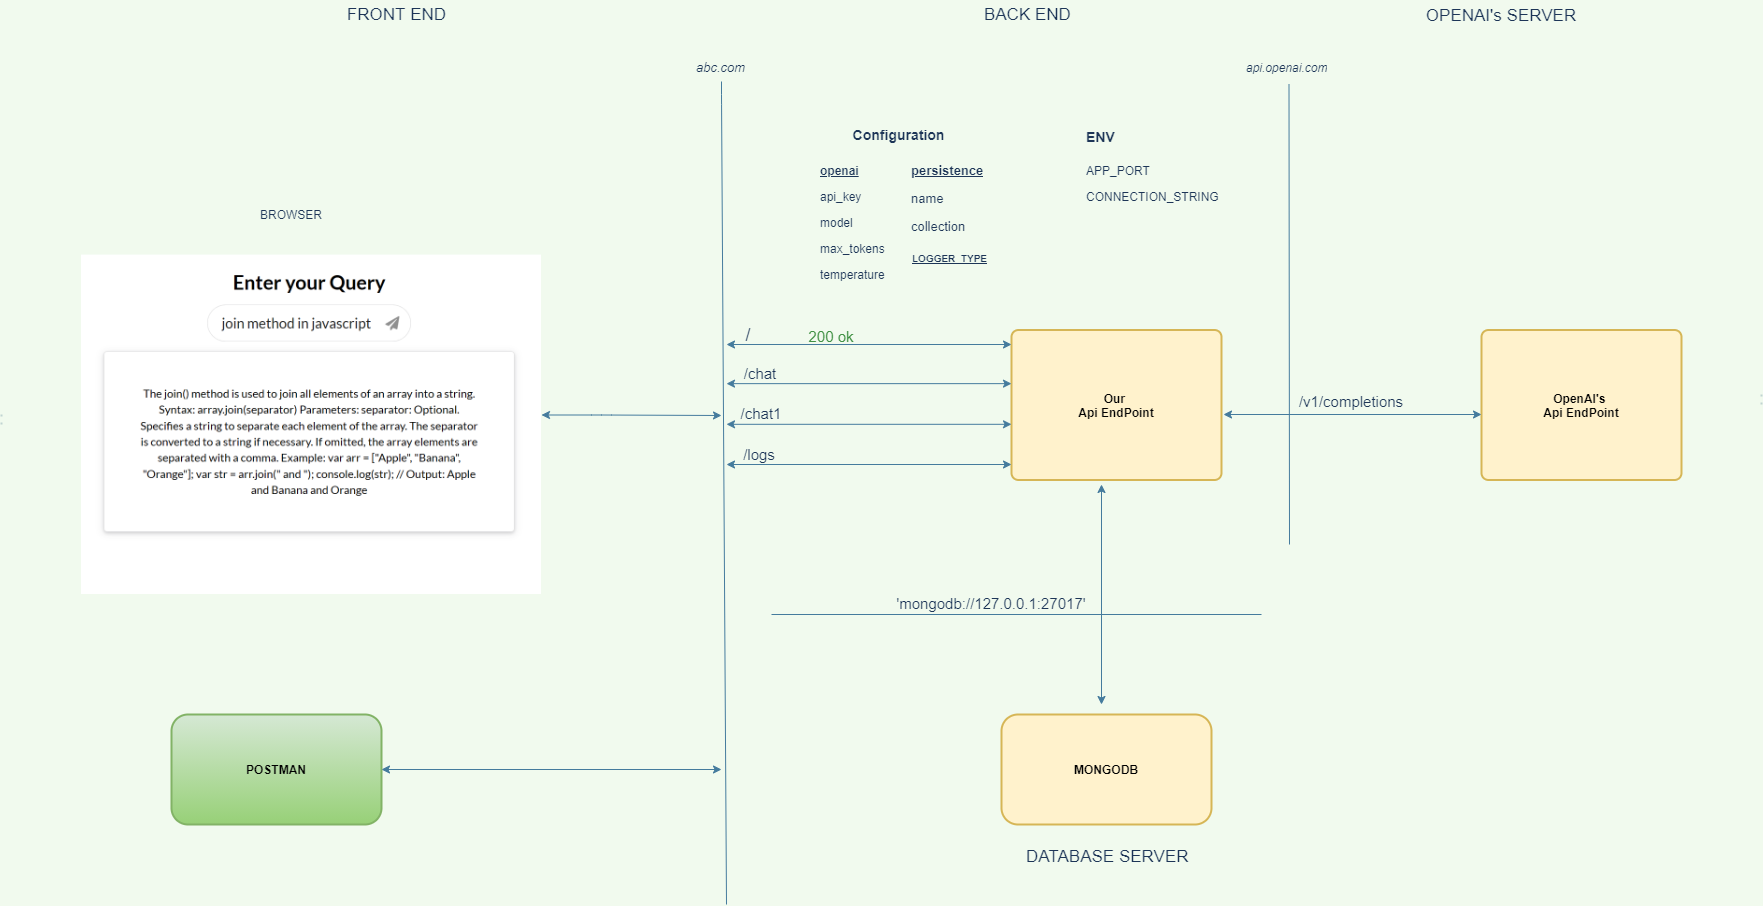 FRONT END
BACK END
OPENAI's SERVER
abc.com
api.openai.com
Configuration
ENV
openai
persistence
APP_PORT
api_key
name
CONNECTION_STRING
model
collection
max_tokens
LOGGER_TYPE
temperature
BROWSER
Enter your Query
join method in javascript
The join() method is used to join all elements of an array into a string.
Syntax: array.join(separator) Parameters: separator: Optional.
Specifies a string to separate each element of the array. The separator
is converted to a string if necessary. If omitted, the array elements are
separated with a comma. Example: var arr = ["Apple", "Banana",
"Orange"]; var str = arr.join(" and "); console.log(str); // Output: Apple
and Banana and Orange
/
200 ok
/chat
/chat1
/logs
Our
Api EndPoint
/v1/completions
OpenAI's
Api EndPoint
'mongodb://127.0.0.1:27017'
POSTMAN
MONGODB
DATABASE SERVER